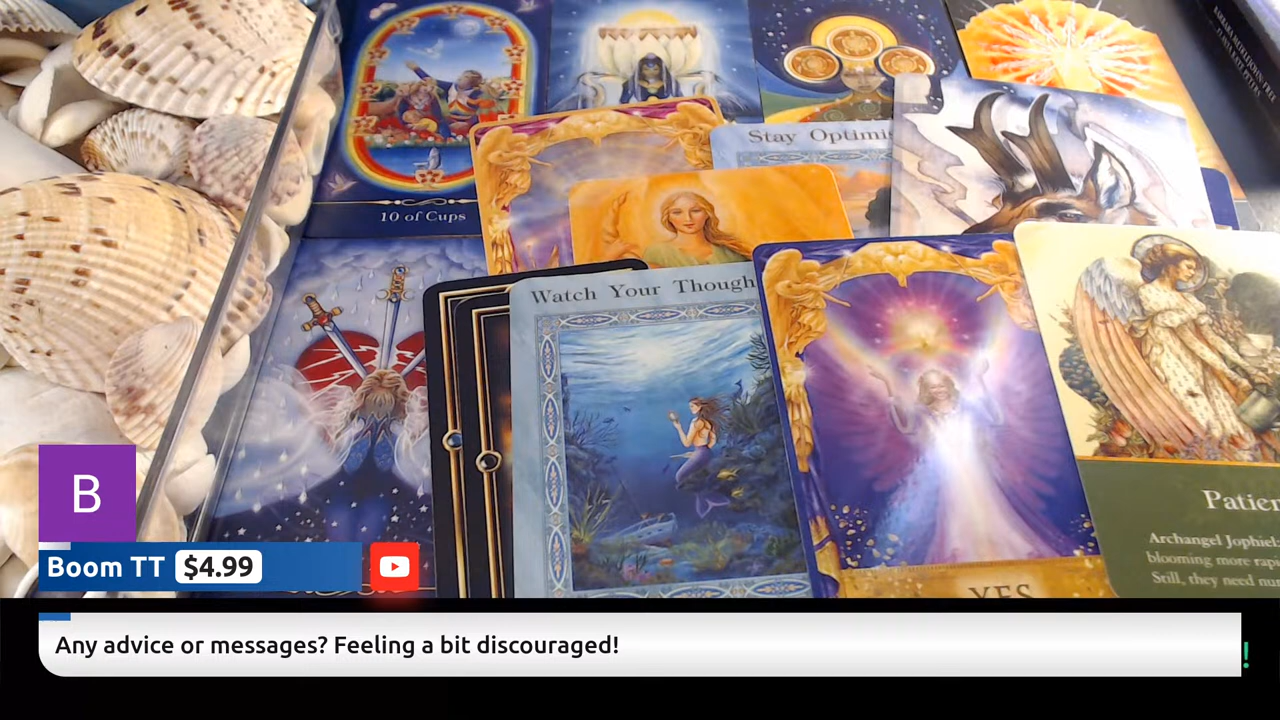 10 of Cups
Stay Optimis
Watch Your Though
YES
Patien
Archangel Jophiel:
blooming more rapi
Still, they need nur
B
Boom TT $4.99
Any advice or messages? Feeling a bit discouraged!
!